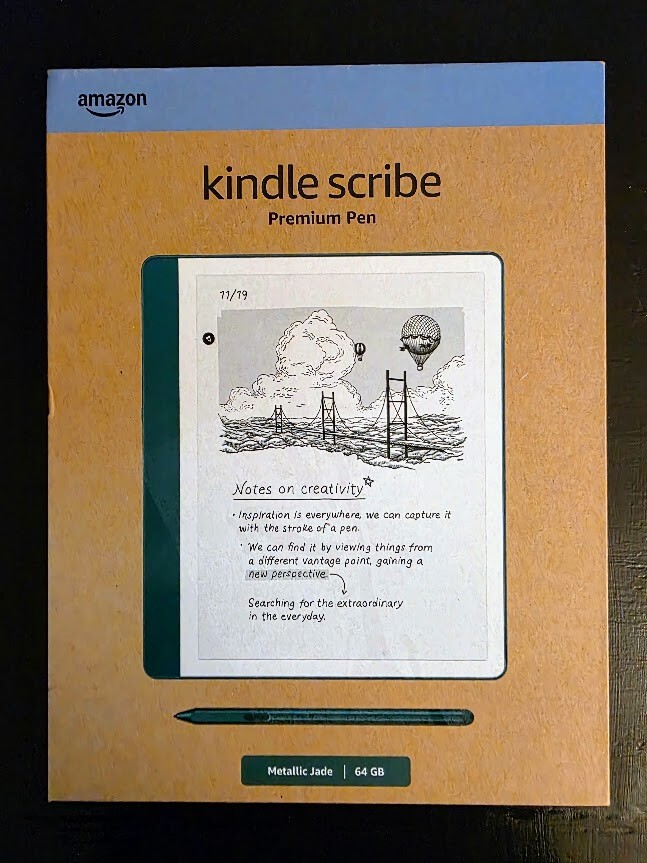 amazon
kindle scribe
Premium Pen
11/19
Notes on creativity
• Inspiration is everywhere, we can capture it
with the stroke of a pen.
• We can find it by viewing things from
a different vantage point, gaining a
new perspective
Searching for the extraordinary
in the everyday.
Metallic Jade | 64 GB